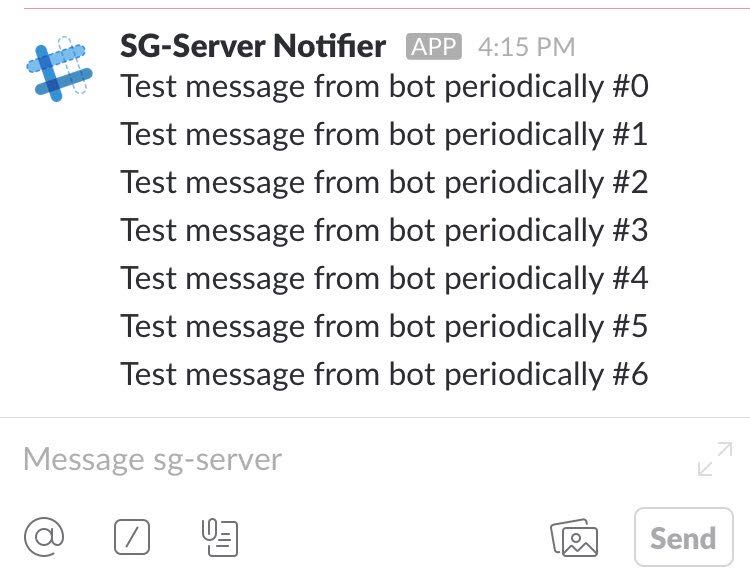 SG-Server Notifier APP 4:15 PM
Test message from bot periodically #0
Test message from bot periodically #1
Test message from bot periodically #2
Test message from bot periodically #3
Test message from bot periodically #4
Test message from bot periodically #5
Test message from bot periodically #6
Message sg-server
@ / Send